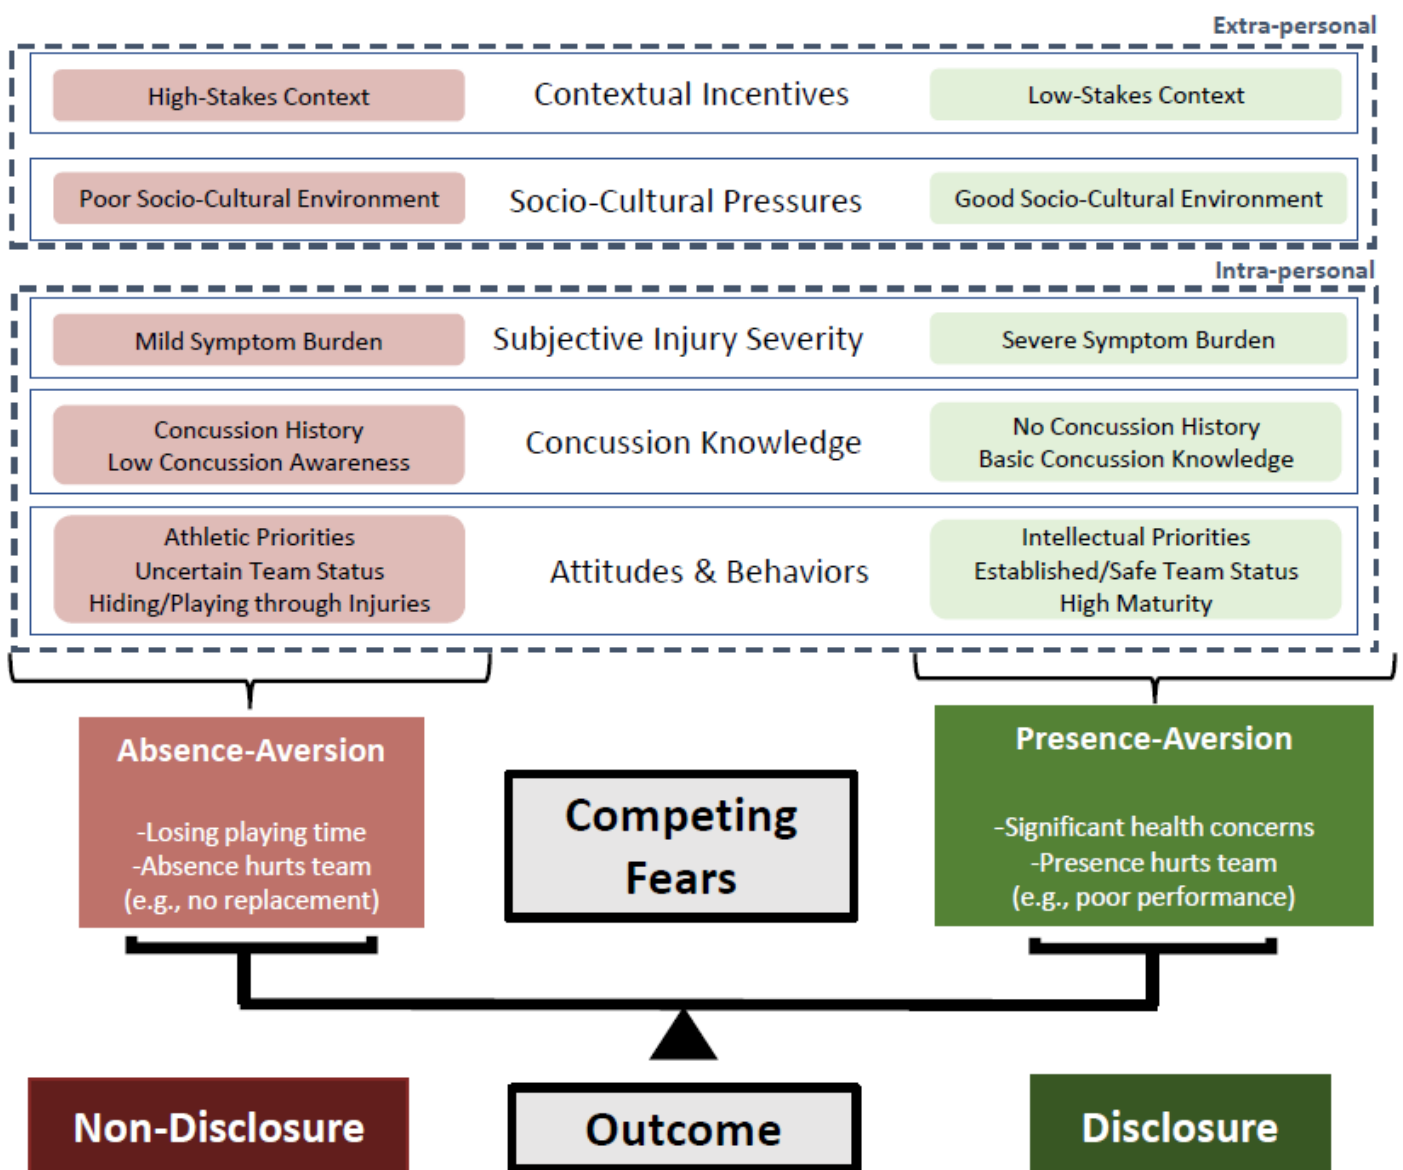 Extra-personal
High-Stakes Context
Contextual Incentives
Low-Stakes Context
Poor Socio-Cultural Environment
Socio-Cultural Pressures
Good Socio-Cultural Environment
Intra-personal
Mild Symptom Burden
Subjective Injury Severity
Severe Symptom Burden
Concussion History
Low Concussion Awareness
Concussion Knowledge
No Concussion History
Basic Concussion Knowledge
Athletic Priorities
Uncertain Team Status
Hiding/Playing through Injuries
Attitudes & Behaviors
Intellectual Priorities
Established/Safe Team Status
High Maturity
Absence-Aversion
-Losing playing time
-Absence hurts team
(e.g., no replacement)
Competing
Fears
Presence-Aversion
-Significant health concerns
-Presence hurts team
(e.g., poor performance)
Non-Disclosure
Outcome
Disclosure